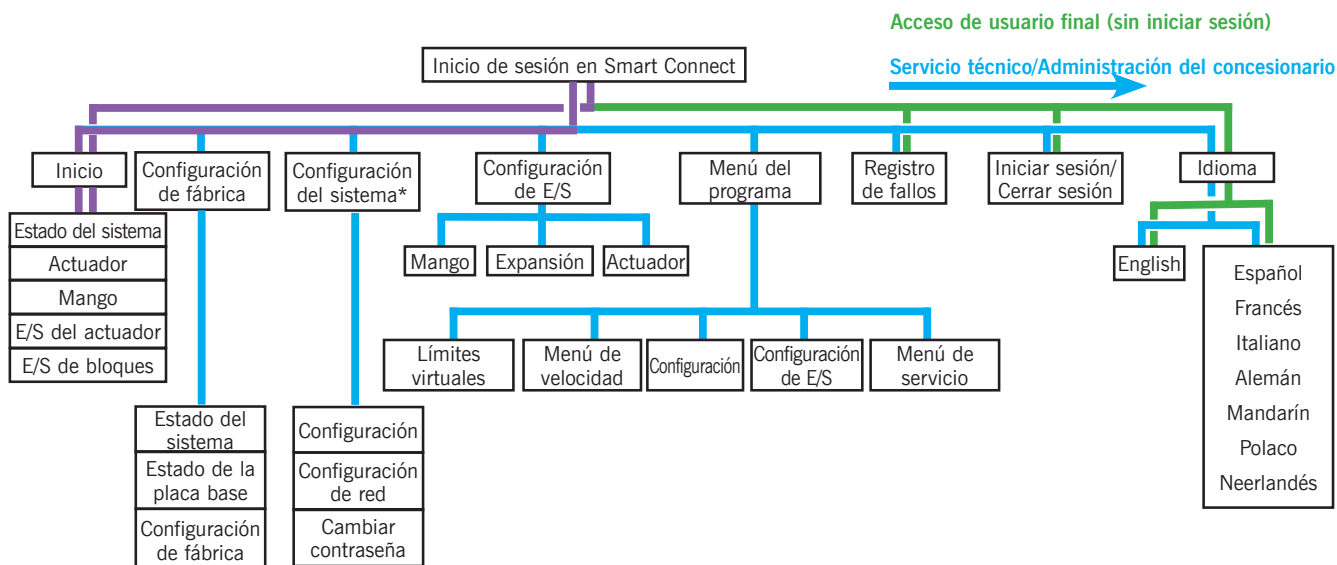 Acceso de usuario final (sin iniciar sesión)
Inicio de sesión en Smart Connect
Servicio técnico/Administración del concesionario
Inicio
Configuración
de fábrica
Configuración
del sistema*
Configuración
de E/S
Menú del
programa
Registro
de fallos
Iniciar sesión/
Cerrar sesión
Idioma
Estado del sistema
Actuador
Mango
E/S del actuador
E/S de bloques
Mango
Expansión
Actuador
English
Español
Francés
Italiano
Alemán
Mandarín
Polaco
Neerlandés
Límites
virtuales
Menú de
velocidad
Configuración
Configuración
de E/S
Menú de
servicio
Estado del
sistema
Estado de la
placa base
Configuración
de fábrica
Configuración
Configuración
de red
Cambiar
contraseña